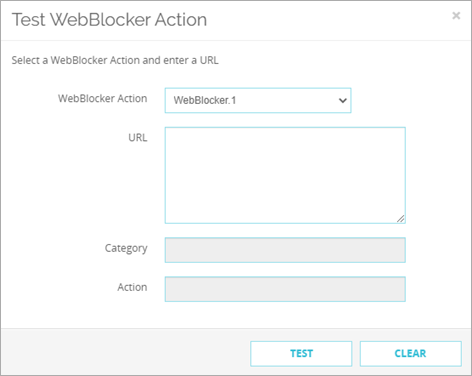 Test WebBlocker Action
×
Select a WebBlocker Action and enter a URL
WebBlocker Action
WebBlocker.1
URL
Category
Action
TEST
CLEAR